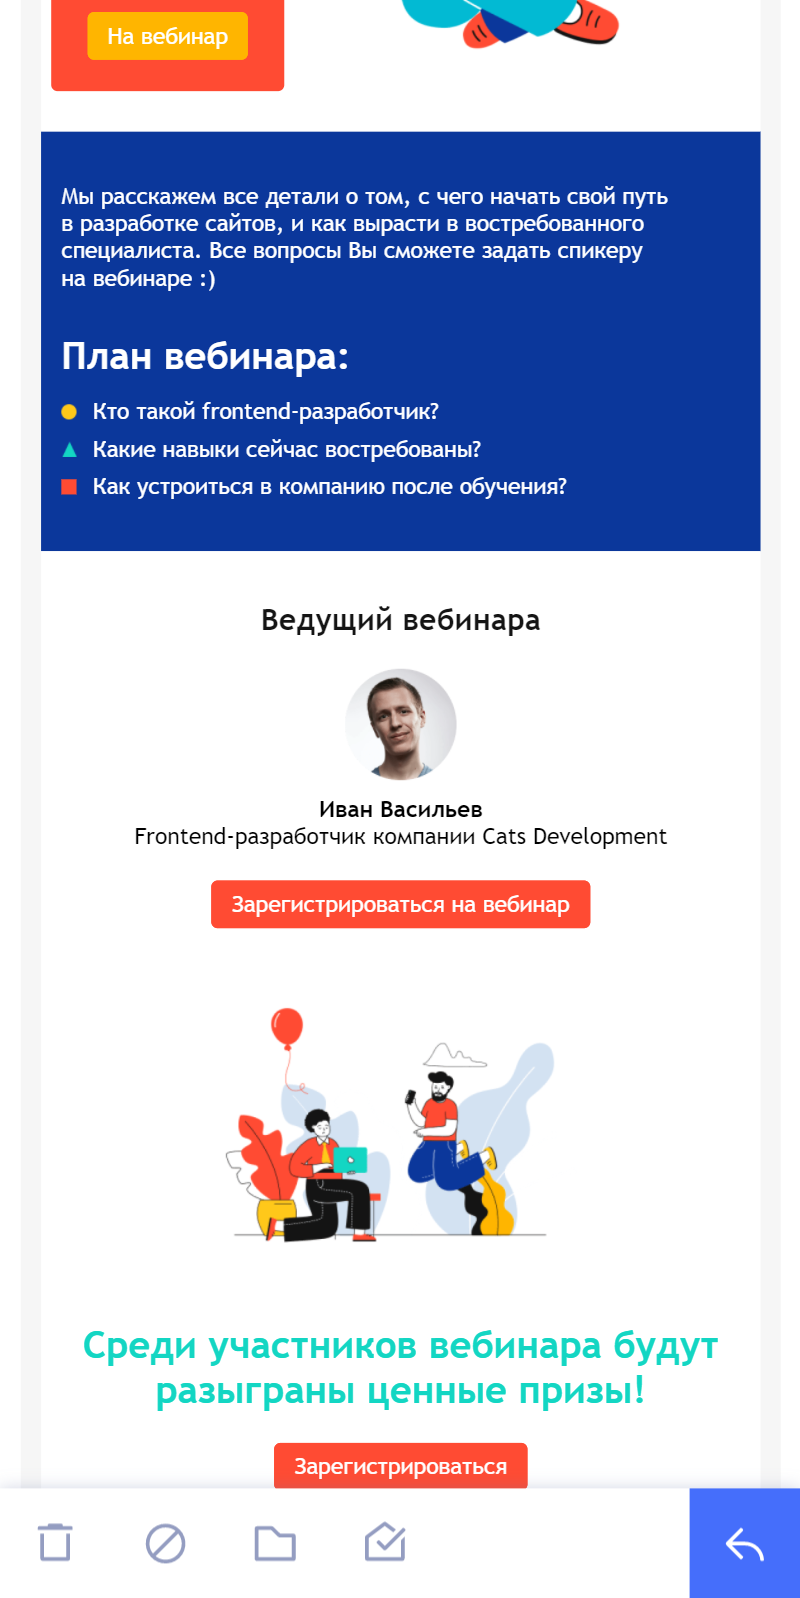 На вебинар
Мы расскажем все детали о том, с чего начать свой путь
в разработке сайтов, и как вырасти в востребованного
специалиста. Все вопросы Вы сможете задать спикеру
на вебинаре :)
План вебинара:
Кто такой frontend-разработчик?
Какие навыки сейчас востребованы?
Как устроиться в компанию после обучения?
Ведущий вебинара
Иван Васильев
Frontend-разработчик компании Cats Development
Зарегистрироваться на вебинар
Среди участников вебинара будут
разыграны ценные призы!
Зарегистрироваться